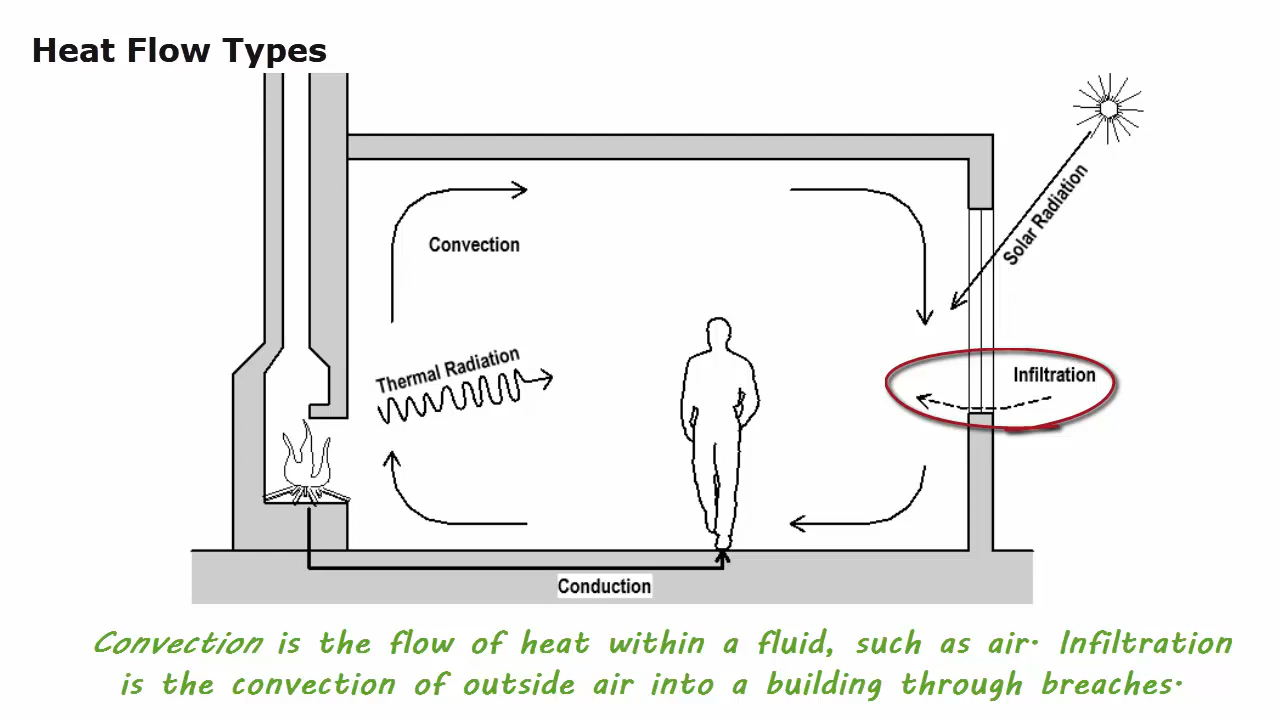 Heat Flow Types
Solar Radiation
Convection
Thermal Radiation
Infiltration
Conduction
Convection is the flow of heat within a fluid, such as air. Infiltration
is the convection of outside air into a building through breaches.